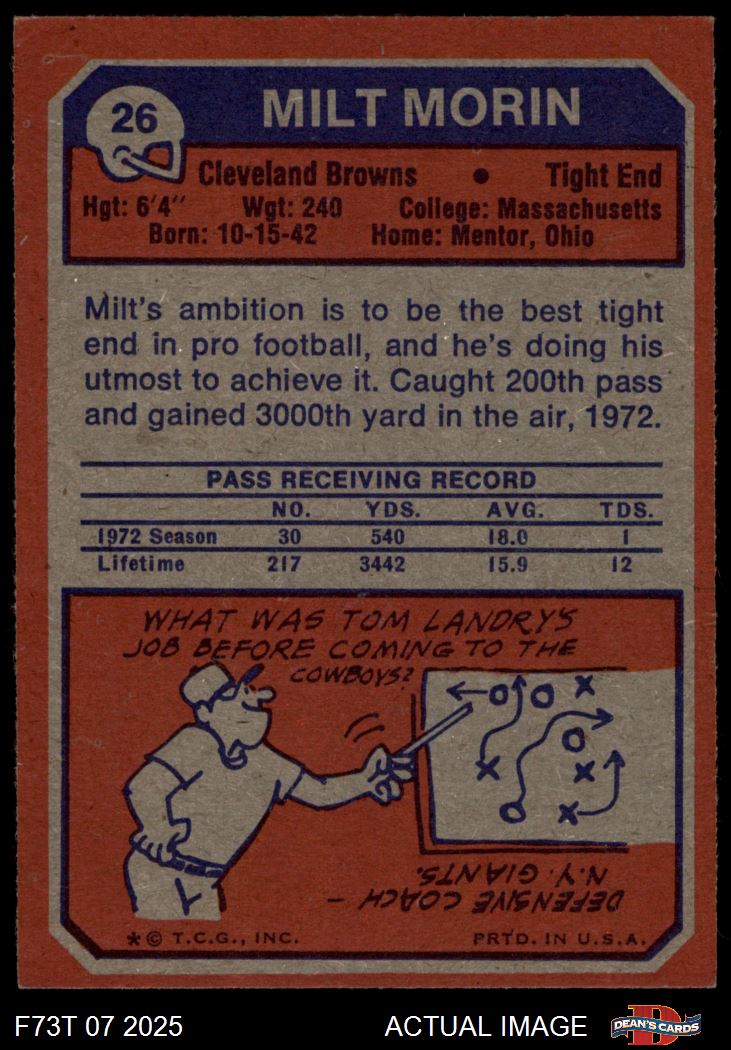 26 MILT MORIN
Cleveland Browns • Tight End
Hgt: 6'4" Wgt: 240 College: Massachusetts
Born: 10-15-42 Home: Mentor, Ohio
Milt's ambition is to be the best tight
end in pro football, and he's doing his
utmost to achieve it. Caught 200th pass
and gained 3000th yard in the air, 1972.
PASS RECEIVING RECORD
NO. YDS. AVG. TDS.
1972 Season 30 540 18.0 1
Lifetime 217 3442 15.9 12
WHAT WAS TOM LANDRY'S
JOB BEFORE COMING TO THE
COWBOYS?
DEFENSIVE COACH –
N.Y. GIANTS.
* © T.C.G., INC. PRTD. IN U.S.A.
F73T 07 2025 ACTUAL IMAGE D DEAN'S CARDS